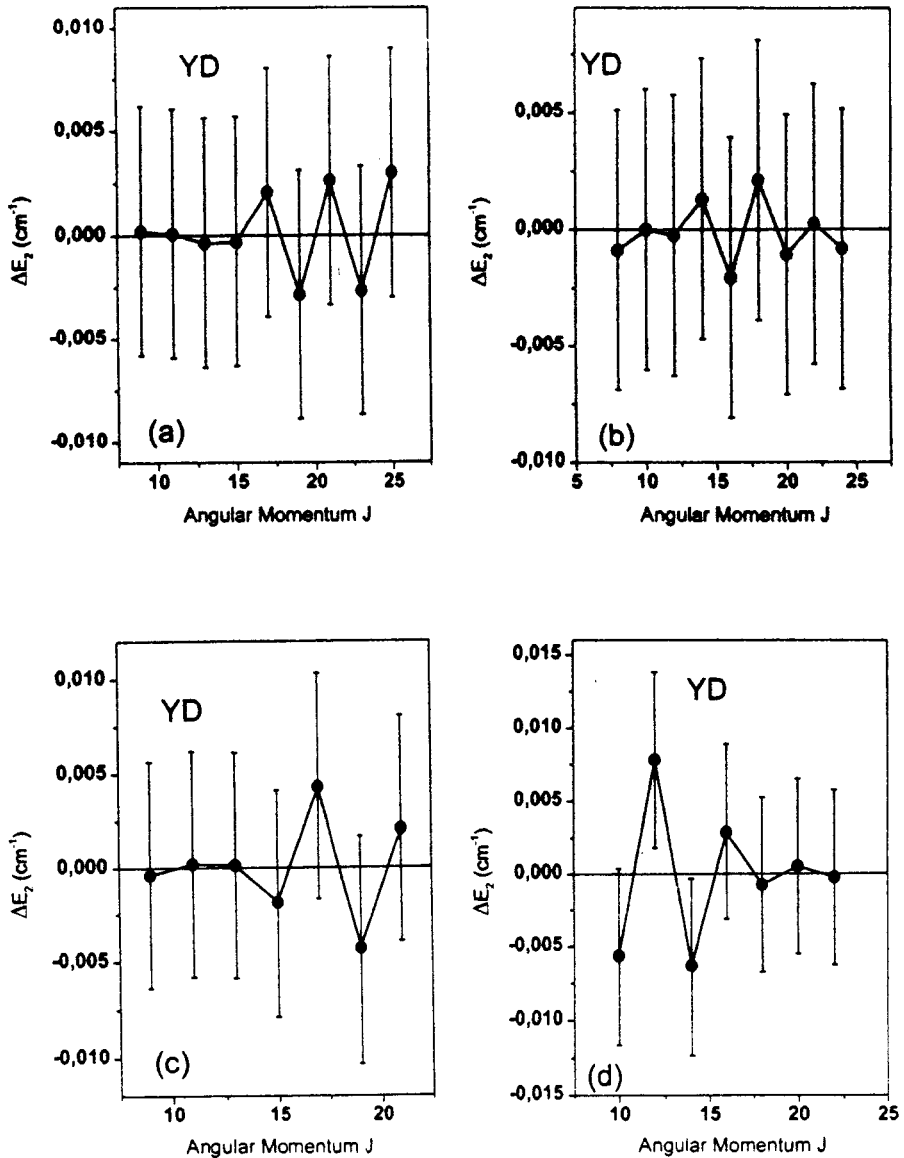 0,010
YD
0,005
0,000
-0,005
-0,010
ΔE₂ (cm⁻¹)
(a)
10 15 20 25
Angular Momentum J
YD
0,005
0,000
-0,005
-0,010
ΔE₂ (cm⁻¹)
(b)
5 10 15 20 25
Angular Momentum J
0,010
YD
0,005
0,000
-0,005
-0,010
ΔE₂ (cm⁻¹)
(c)
10 15 20
Angular Momentum J
0,015
YD
0,010
0,005
0,000
-0,005
-0,010
-0,015
ΔE₂ (cm⁻¹)
(d)
10 15 20 25
Angular Momentum J